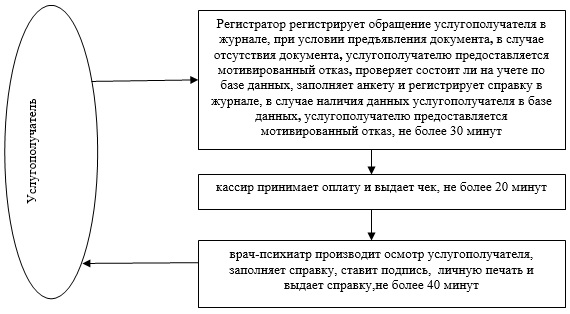 Услугополучатель
Регистратор регистрирует обращение услугополучателя в
журнале, при условии предъявления документа, в случае
отсутствия документа, услугополучателю предоставляется
мотивированный отказ, проверяет состоит ли на учете по
базе данных, заполняет анкету и регистрирует справку в
журнале, в случае наличия данных услугополучателя в базе
данных, услугополучателю предоставляется
мотивированный отказ, не более 30 минут
кассир принимает оплату и выдает чек, не более 20 минут
врач-психиатр производит осмотр услугополучателя,
заполняет справку, ставит подпись, личную печать и
выдает справку,не более 40 минут